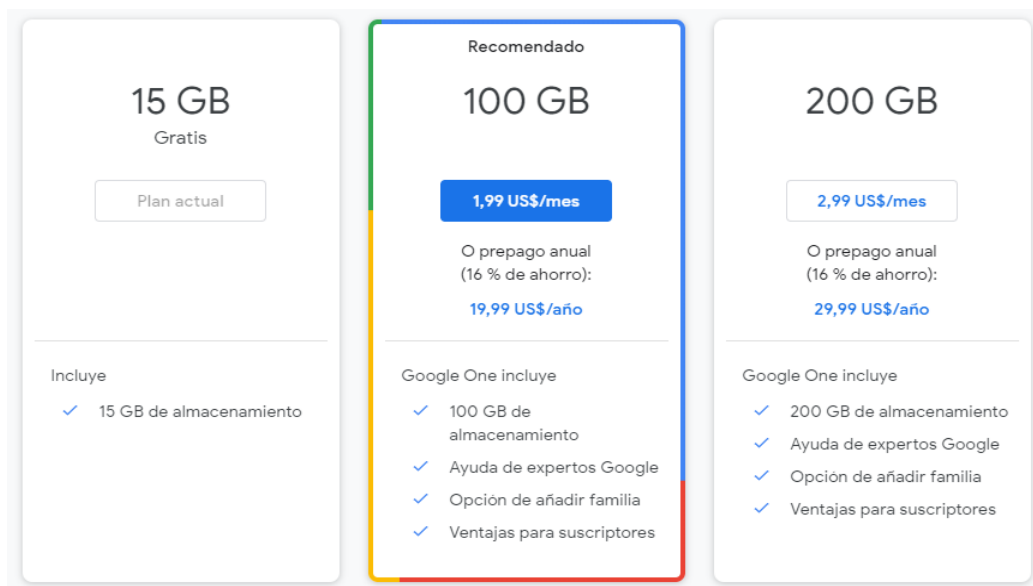 15 GB
Gratis
Plan actual
Incluye
15 GB de almacenamiento
Recomendado
100 GB
1,99 US$/mes
O prepago anual
(16 % de ahorro):
19,99 US$/año
Google One incluye
100 GB de
almacenamiento
Ayuda de expertos Google
Opción de añadir familia
Ventajas para suscriptores
200 GB
2,99 US$/mes
O prepago anual
(16 % de ahorro):
29,99 US$/año
Google One incluye
200 GB de almacenamiento
Ayuda de expertos Google
Opción de añadir familia
Ventajas para suscriptores